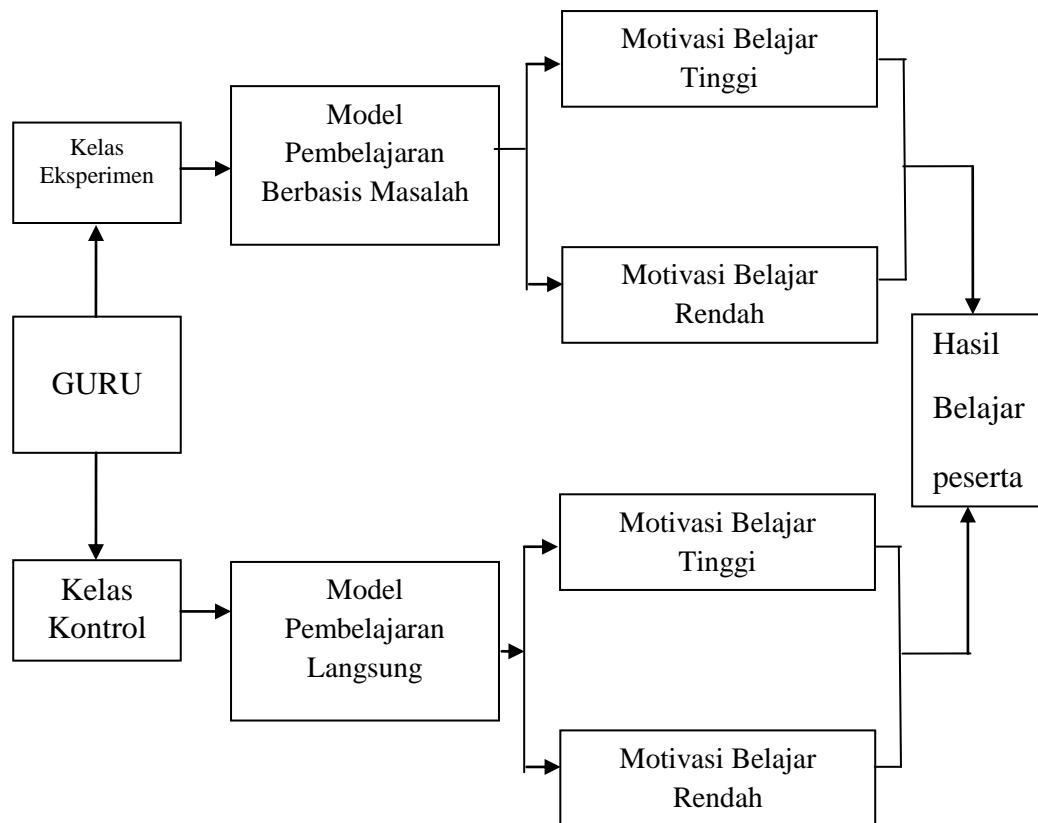 Motivasi Belajar
Tinggi
Model
Pembelajaran
Berbasis Masalah
Kelas
Eksperimen
Motivasi Belajar
Rendah
GURU
Hasil
Belajar
peserta
Motivasi Belajar
Tinggi
Kelas
Kontrol
Model
Pembelajaran
Langsung
Motivasi Belajar
Rendah